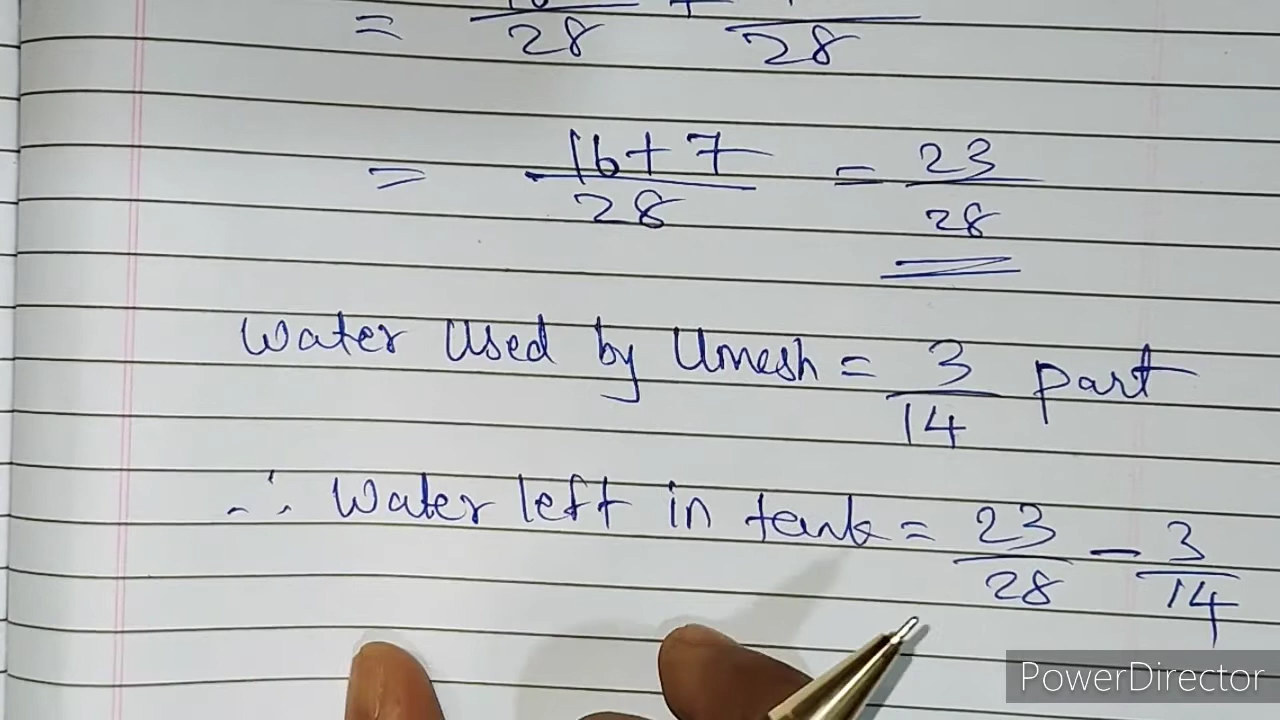 = 28 + 28
= 16+7/28 = 23/28
Water used by Umesh = 3/14 part
∴ Water left in tank = 23/28 - 3/14
PowerDirector